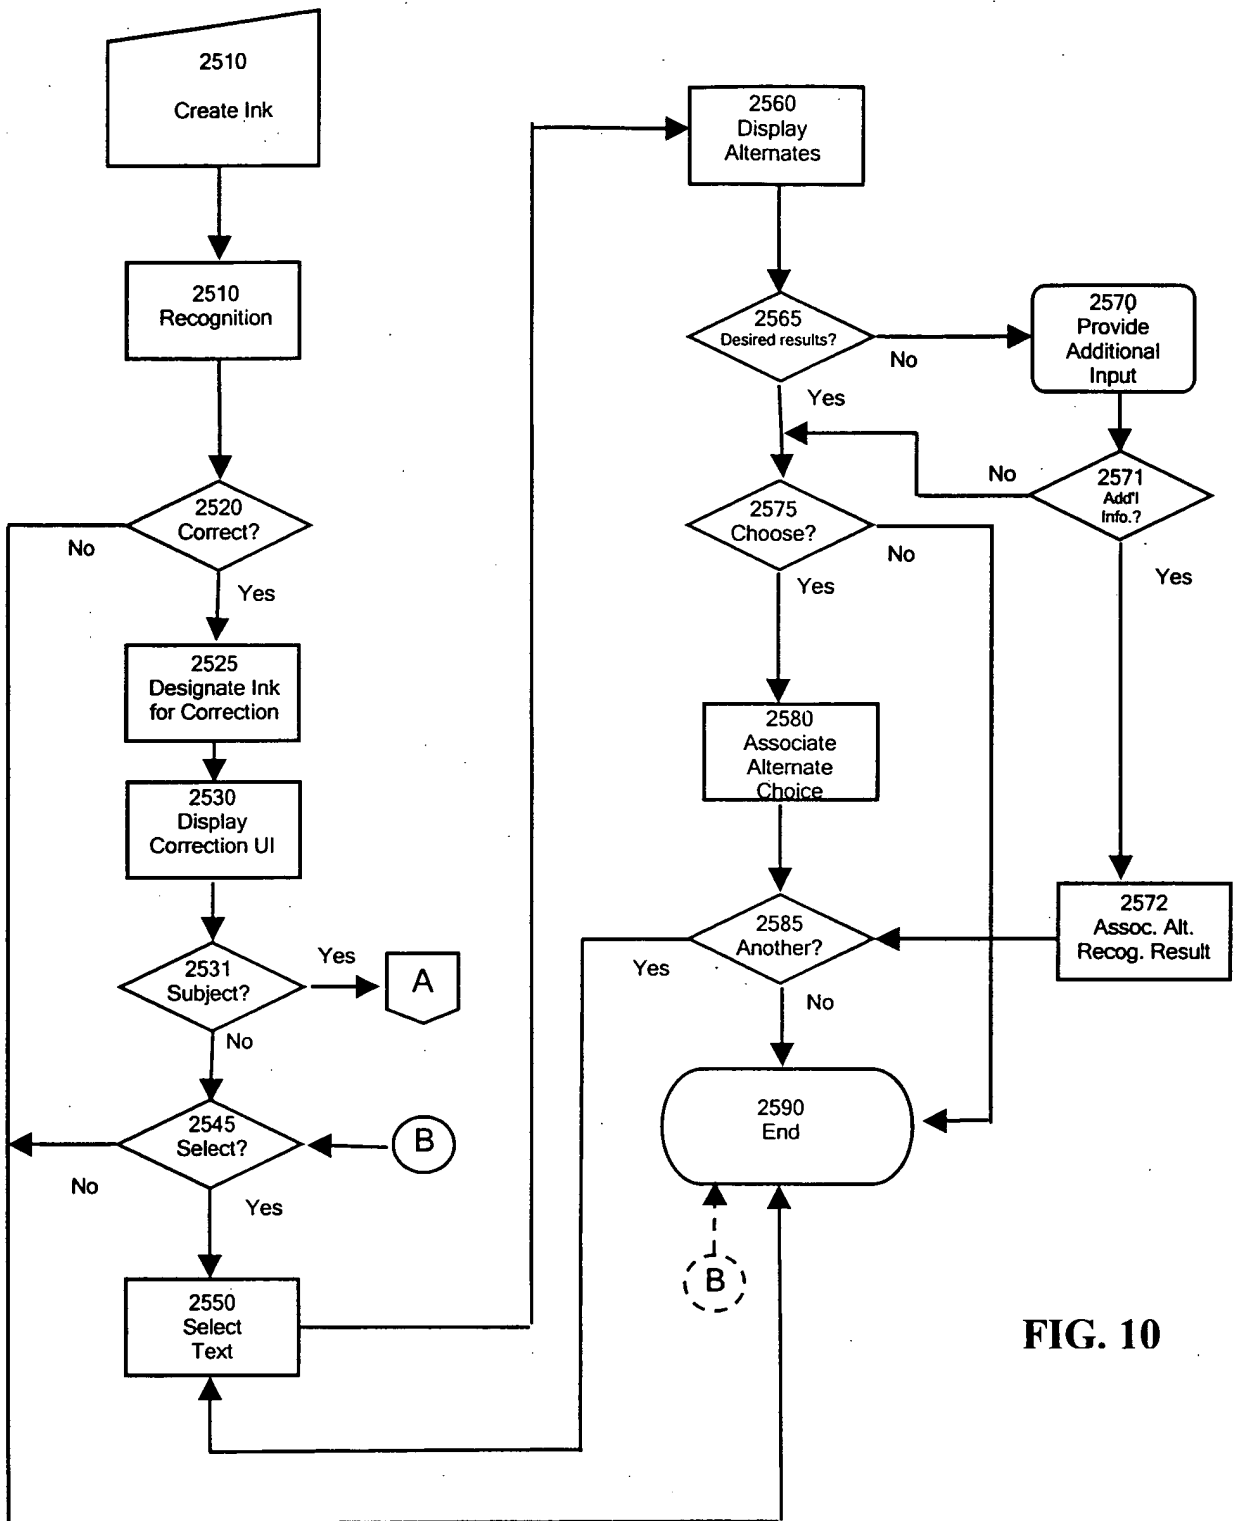 2510
Create Ink
2510
Recognition
2520
Correct?
No
Yes
2525
Designate Ink
for Correction
2530
Display
Correction UI
2531
Subject?
Yes
A
No
2545
Select?
B
No
Yes
2550
Select
Text
2560
Display
Alternates
2565
Desired results?
No
Yes
2570
Provide
Additional
Input
2571
Add'l
Info.?
No
Yes
2575
Choose?
No
Yes
2580
Associate
Alternate
Choice
2572
Assoc. Alt.
Recog. Result
2585
Another?
Yes
No
2590
End
B
FIG. 10